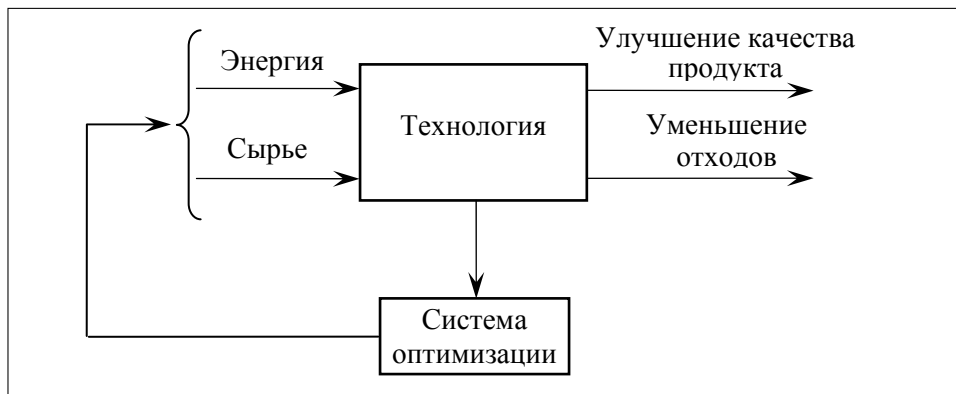 Энергия
Сырье
Технология
Улучшение качества
продукта
Уменьшение
отходов
Система
оптимизации